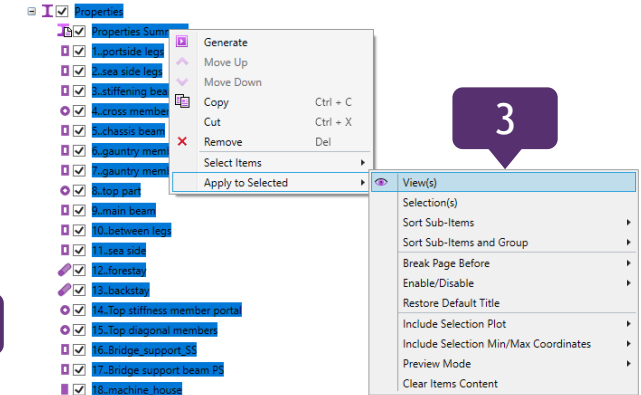 Properties
Properties Summ
1..portside legs
2..sea side legs
3..stiffening bea
4..cross member
5..chassis beam
6..gauntry meml
7..gauntry meml
8..top part
9..main beam
10..between legs
11..sea side
12..forestay
13..backstay
14..Top stiffness member portal
15..Top diagonal members
16..Bridge_support_SS
17..Bridge support beam PS
18..machine_house
Generate
Move Up
Move Down
Copy Ctrl + C
Cut Ctrl + X
Remove Del
Select Items
Apply to Selected
3
View(s)
Selection(s)
Sort Sub-Items
Sort Sub-Items and Group
Break Page Before
Enable/Disable
Restore Default Title
Include Selection Plot
Include Selection Min/Max Coordinates
Preview Mode
Clear Items Content